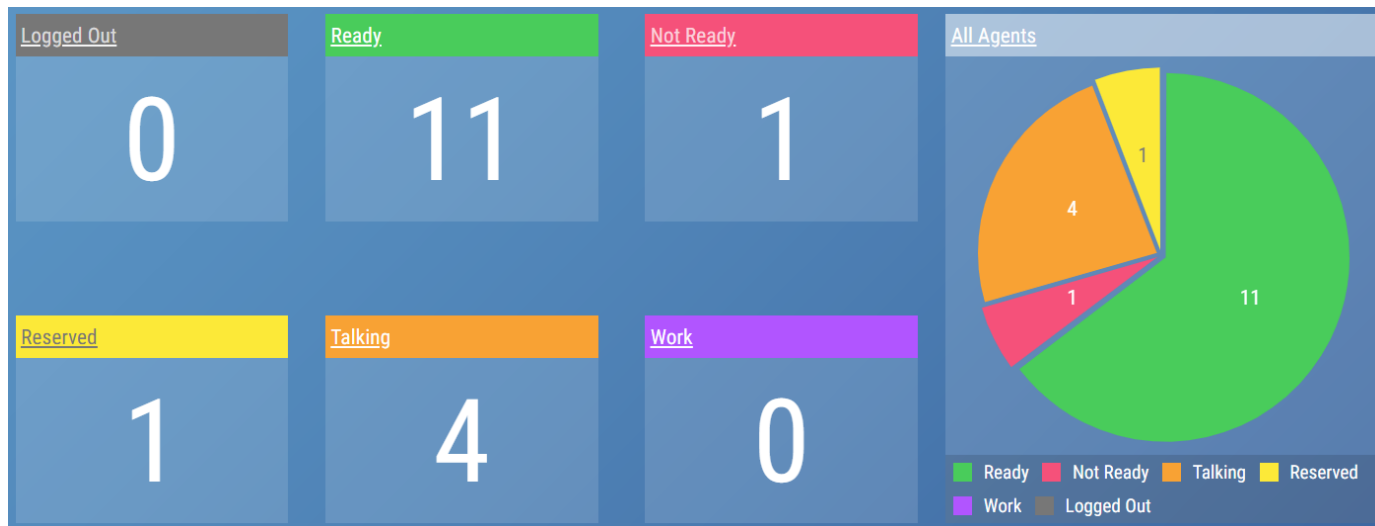 Logged Out
0
Ready
11
Not Ready
1
Reserved
1
Talking
4
Work
0
All Agents
1
4
1
11
Ready Not Ready Talking Reserved
Work Logged Out